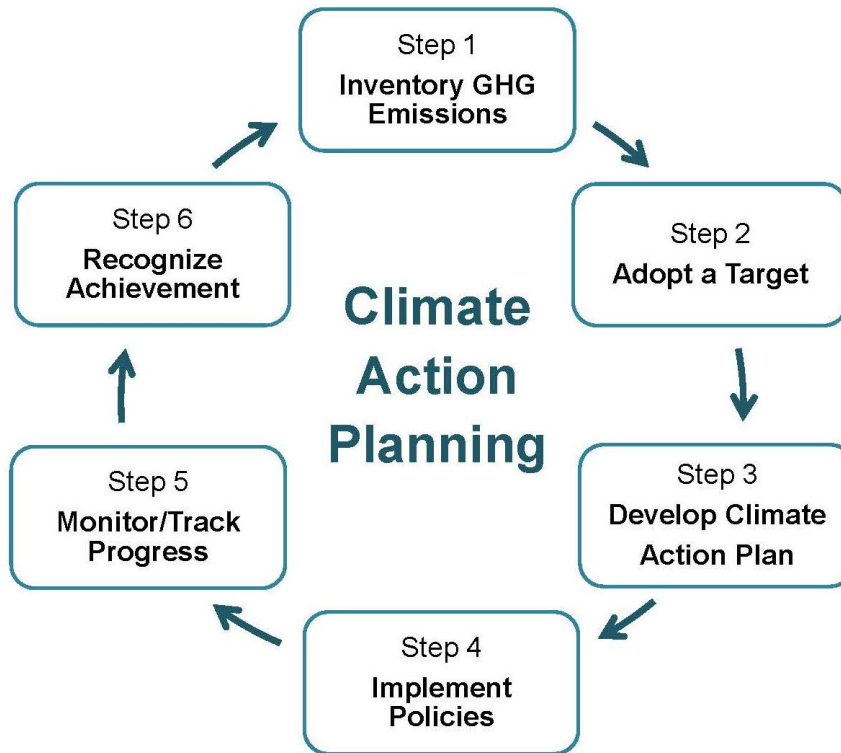 Step 1
Inventory GHG
Emissions
Step 2
Adopt a Target
Step 3
Develop Climate
Action Plan
Step 4
Implement
Policies
Step 5
Monitor/Track
Progress
Step 6
Recognize
Achievement
Climate
Action
Planning